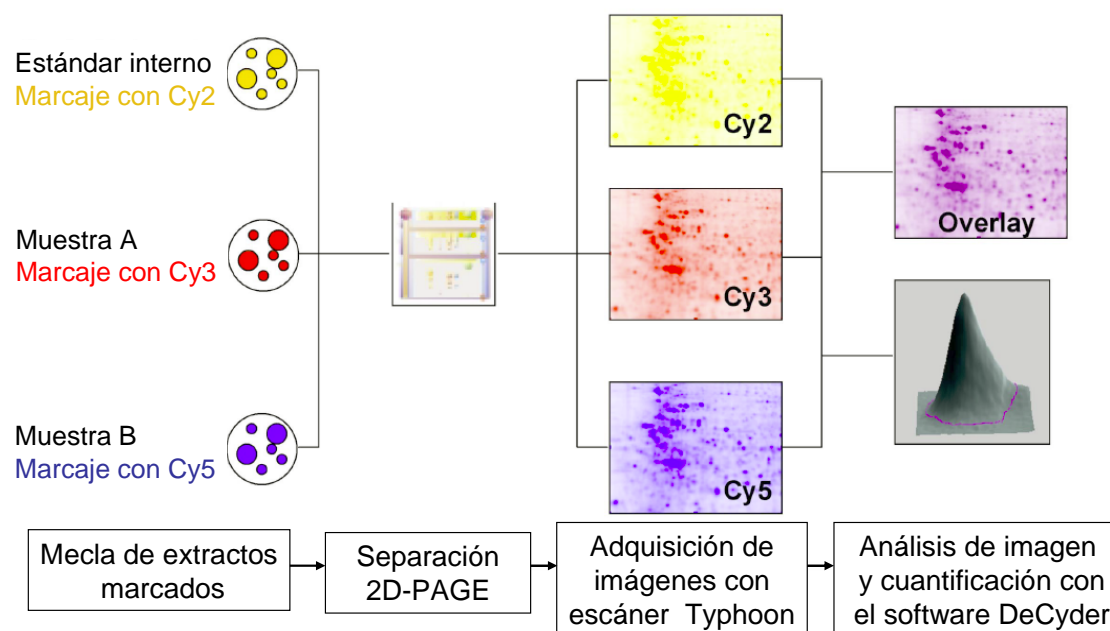 Estándar interno
Marcaje con Cy2
Muestra A
Marcaje con Cy3
Muestra B
Marcaje con Cy5
Cy2
Cy3
Cy5
Overlay
Mecla de extractos
marcados
Separación
2D-PAGE
Adquisición de
imágenes con
escáner Typhoon
Análisis de imagen
y cuantificación con
el software DeCyder